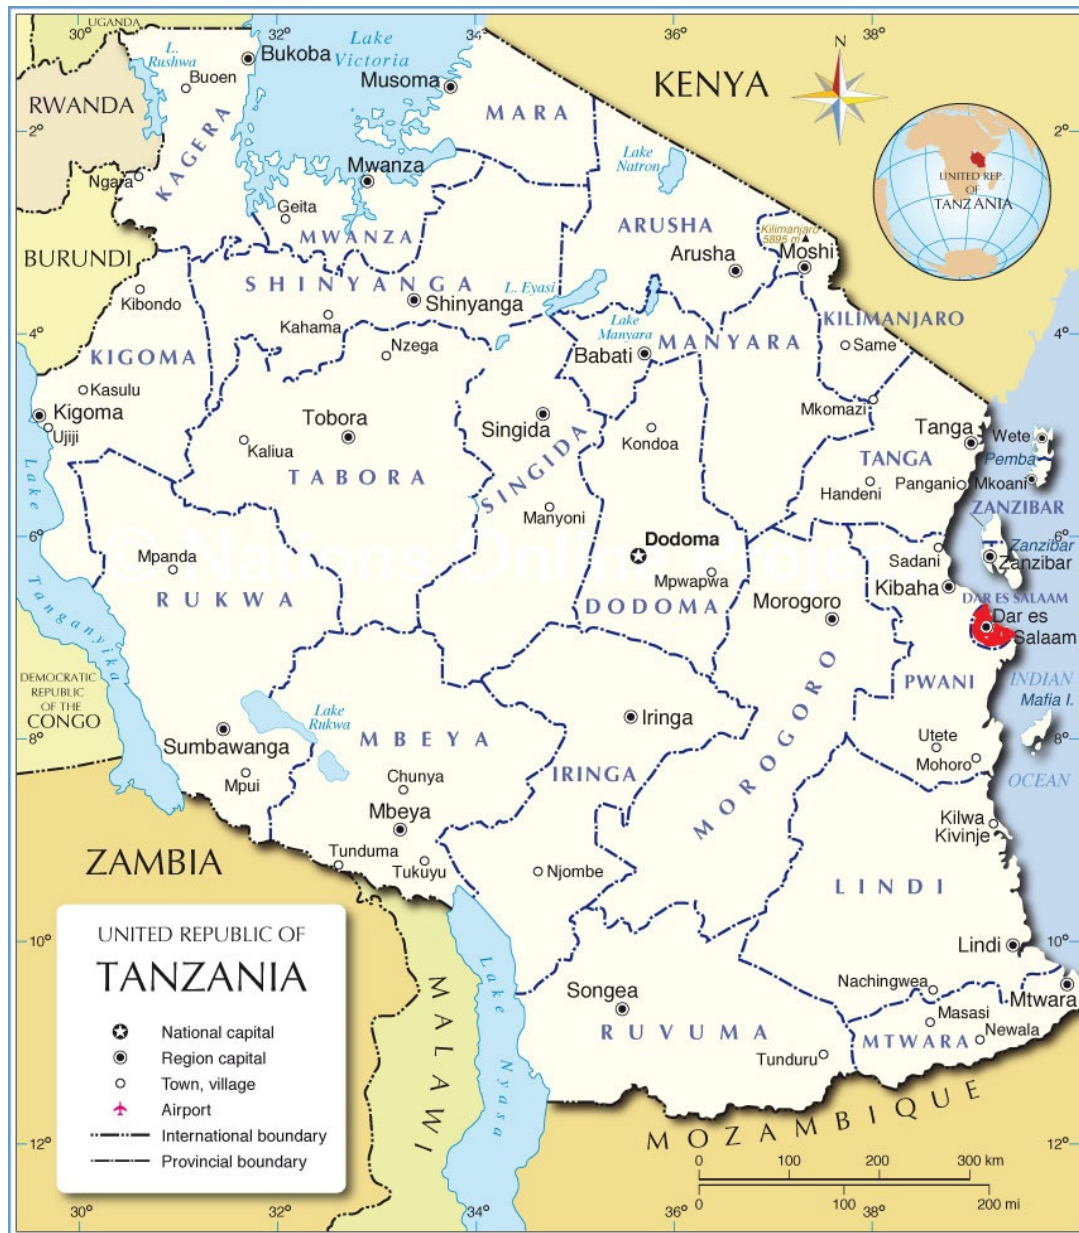 30°
32°
36°
38°
UGANDA
L.
Rushwa
Bukoba
Lake
Victoria
Buoen
Musoma
KENYA
N
RWANDA
MARA
2°
2°
KAGERA
Lake
Natron
Mwanza
Ngara
UNITED REP.
OF
TANZANIA
Geita
MWANZA
ARUSHA
Kilimanjaro
5895 m
Arusha
Moshi
BURUNDI
SHINYANGA
L. Eyasi
Kibondo
Shinyanga
Kahama
Lake
Manyara
KILIMANJARO
4°
4°
KIGOMA
Nzega
Babati
MANYARA
Same
Kasulu
Kigoma
Ujiji
Tobora
Singida
Mkomazi
Kaliua
Kondoa
Tanga
Wete
TABORA
SINGIDA
TANGA
Pemba
Handeni
Pangani
Mkoani
Manyoni
ZANZIBAR
6°
6°
© Nations Online Project
Dodoma
Sadani
Zanzibar
Zanzibar
Mpanda
Mpwapwa
Kibaha
RUKWA
DODOMA
Morogoro
DAR ES SALAAM
Dar es
Salaam
Lake Tanganyika
DEMOCRATIC
REPUBLIC
OF THE
CONGO
PWANI
INDIAN
Mafia I.
Lake
Rukwa
Iringa
MOROGORO
Sumbawanga
MBEYA
Utete
8°
8°
Mpui
IRINGA
Mohoro
OCEAN
Chunya
Mbeya
Kilwa
Kivinje
ZAMBIA
Tunduma
Tukuyu
Njombe
LINDI
UNITED REPUBLIC OF
TANZANIA
10°
10°
Lindi
MALAWI
Lake Nyasa
Songea
Nachingwea
Mtwara
Masasi
National capital
Region capital
Town, village
Airport
International boundary
Provincial boundary
RUVUMA
MTWARA
Newala
Tunduru
MOZAMBIQUE
12°
12°
0 100 200 300 km
0 100 200 mi
30°
32°
34°
36°
38°